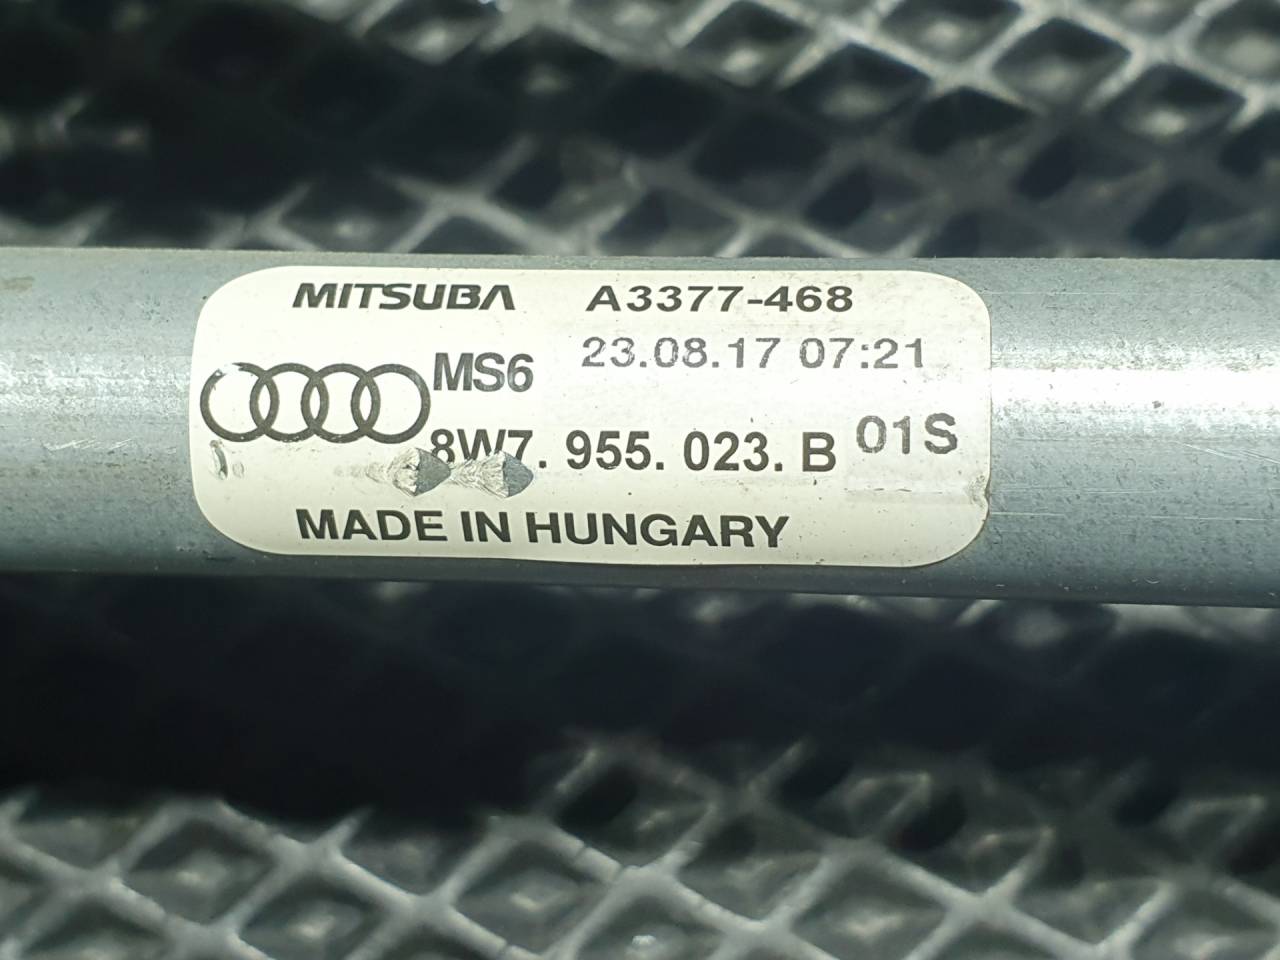 MITSUBA A3377-468
MS6 23.08.17 07:21
8W7. 955. 023. B 01S
MADE IN HUNGARY